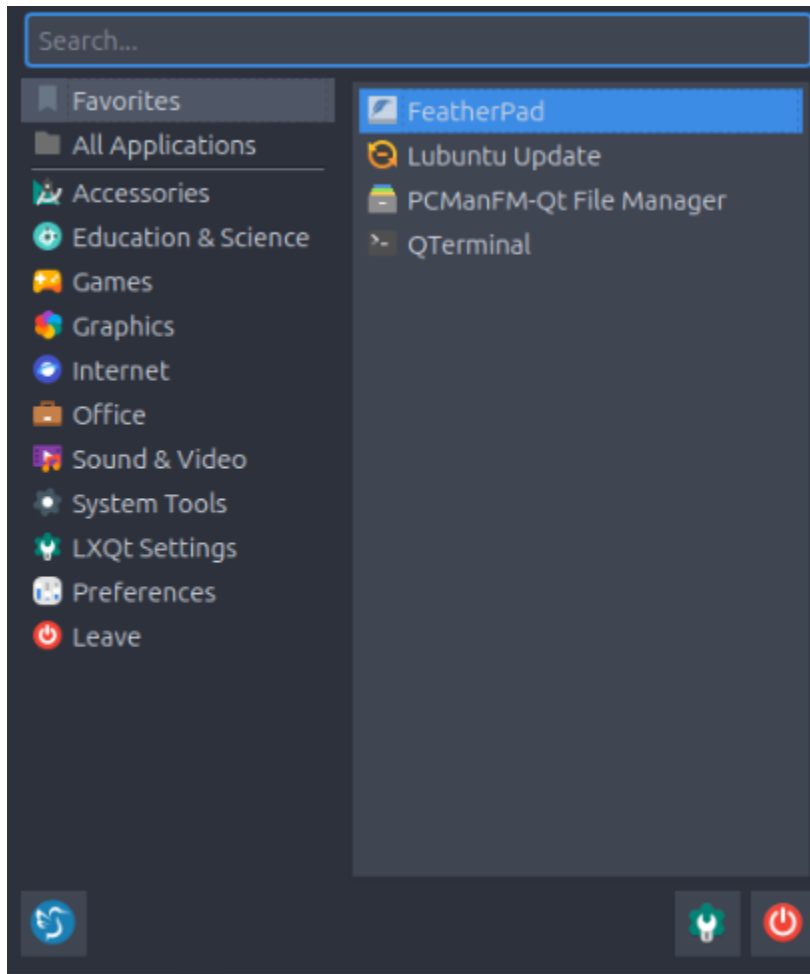 Search...
Favorites
All Applications
Accessories
Education & Science
Games
Graphics
Internet
Office
Sound & Video
System Tools
LXQt Settings
Preferences
Leave
FeatherPad
Lubuntu Update
PCManFM-Qt File Manager
QTerminal